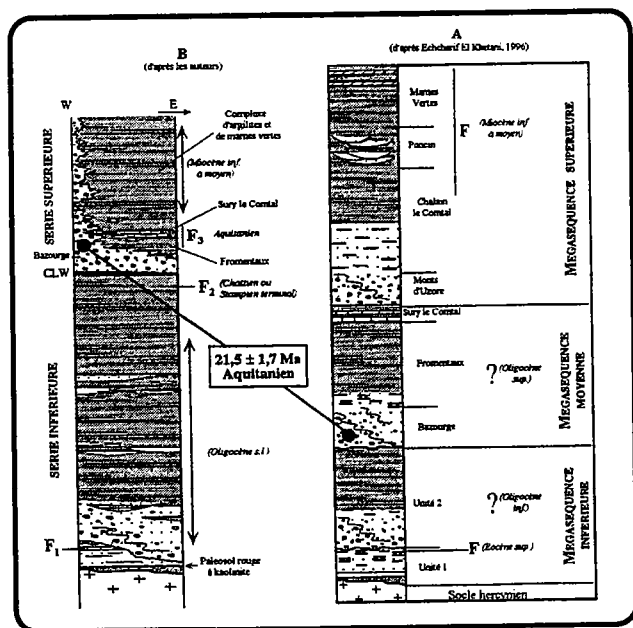 B
(d'après les auteurs)
W
E
Complexe
d'argilites et
de marnes vertes
(Miocène inf.
à moyen)
SERIE SUPERIEURE
Sury le Comtal
F3
Aquitanien
Bazourge
Fromentaux
CLW
F2
(Chattien ou
Stampien terminal)
21,5 ± 1,7 Ma
Aquitanien
SERIE INFERIEURE
(Oligocène s.l)
F1
Paleosol rouge
à kaolinite
A
(d'après Echcharif El Kettani, 1996)
Marnes
Vertes
F
(Miocène inf
à moyen)
Poncin
Chalain
le Comtal
Monts
d'Uzore
MEGASEQUENCE SUPERIEURE
Sury le Comtal
Fromentaux
? (Oligocène
sup.)
Bazourge
MEGASEQUENCE
MOYENNE
Unité 2
? (Oligocène
inf)
F (Eocène sup)
Unité 1
MEGASEQUENCE
INFERIEURE
Socle hercynien